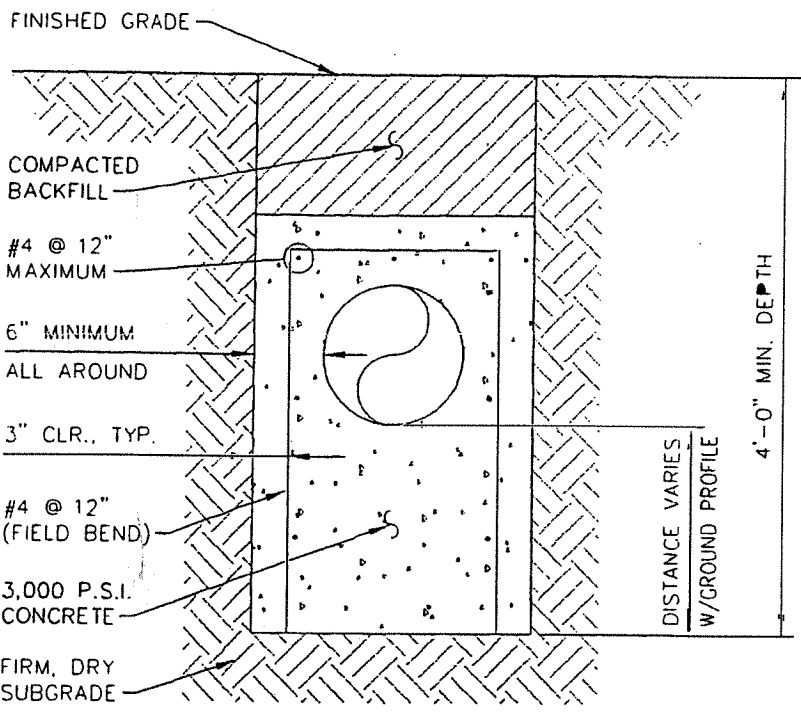 FINISHED GRADE
COMPACTED
BACKFILL
#4 @ 12"
MAXIMUM
6" MINIMUM
ALL AROUND
3" CLR., TYP.
#4 @ 12"
(FIELD BEND)
3,000 P.S.I.
CONCRETE
FIRM, DRY
SUBGRADE
DISTANCE VARIES
W/GROUND PROFILE
4'-0" MIN. DEPTH